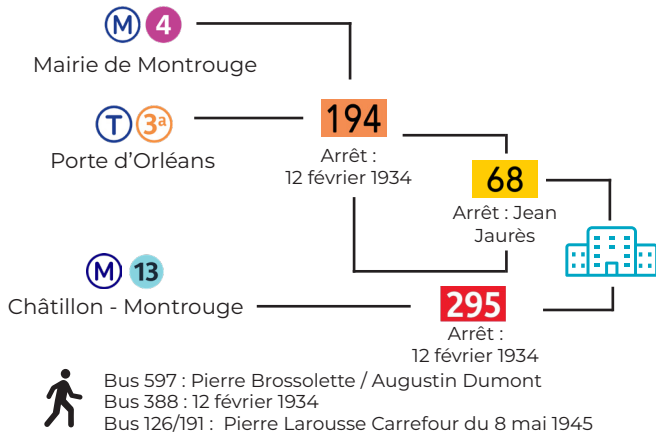 M 4
Mairie de Montrouge
T 3a
Porte d'Orléans
194
Arrêt :
12 février 1934
68
Arrêt : Jean
Jaurès
M 13
Châtillon - Montrouge
295
Arrêt :
12 février 1934
Bus 597 : Pierre Brossolette / Augustin Dumont
Bus 388 : 12 février 1934
Bus 126/191 : Pierre Larousse Carrefour du 8 mai 1945